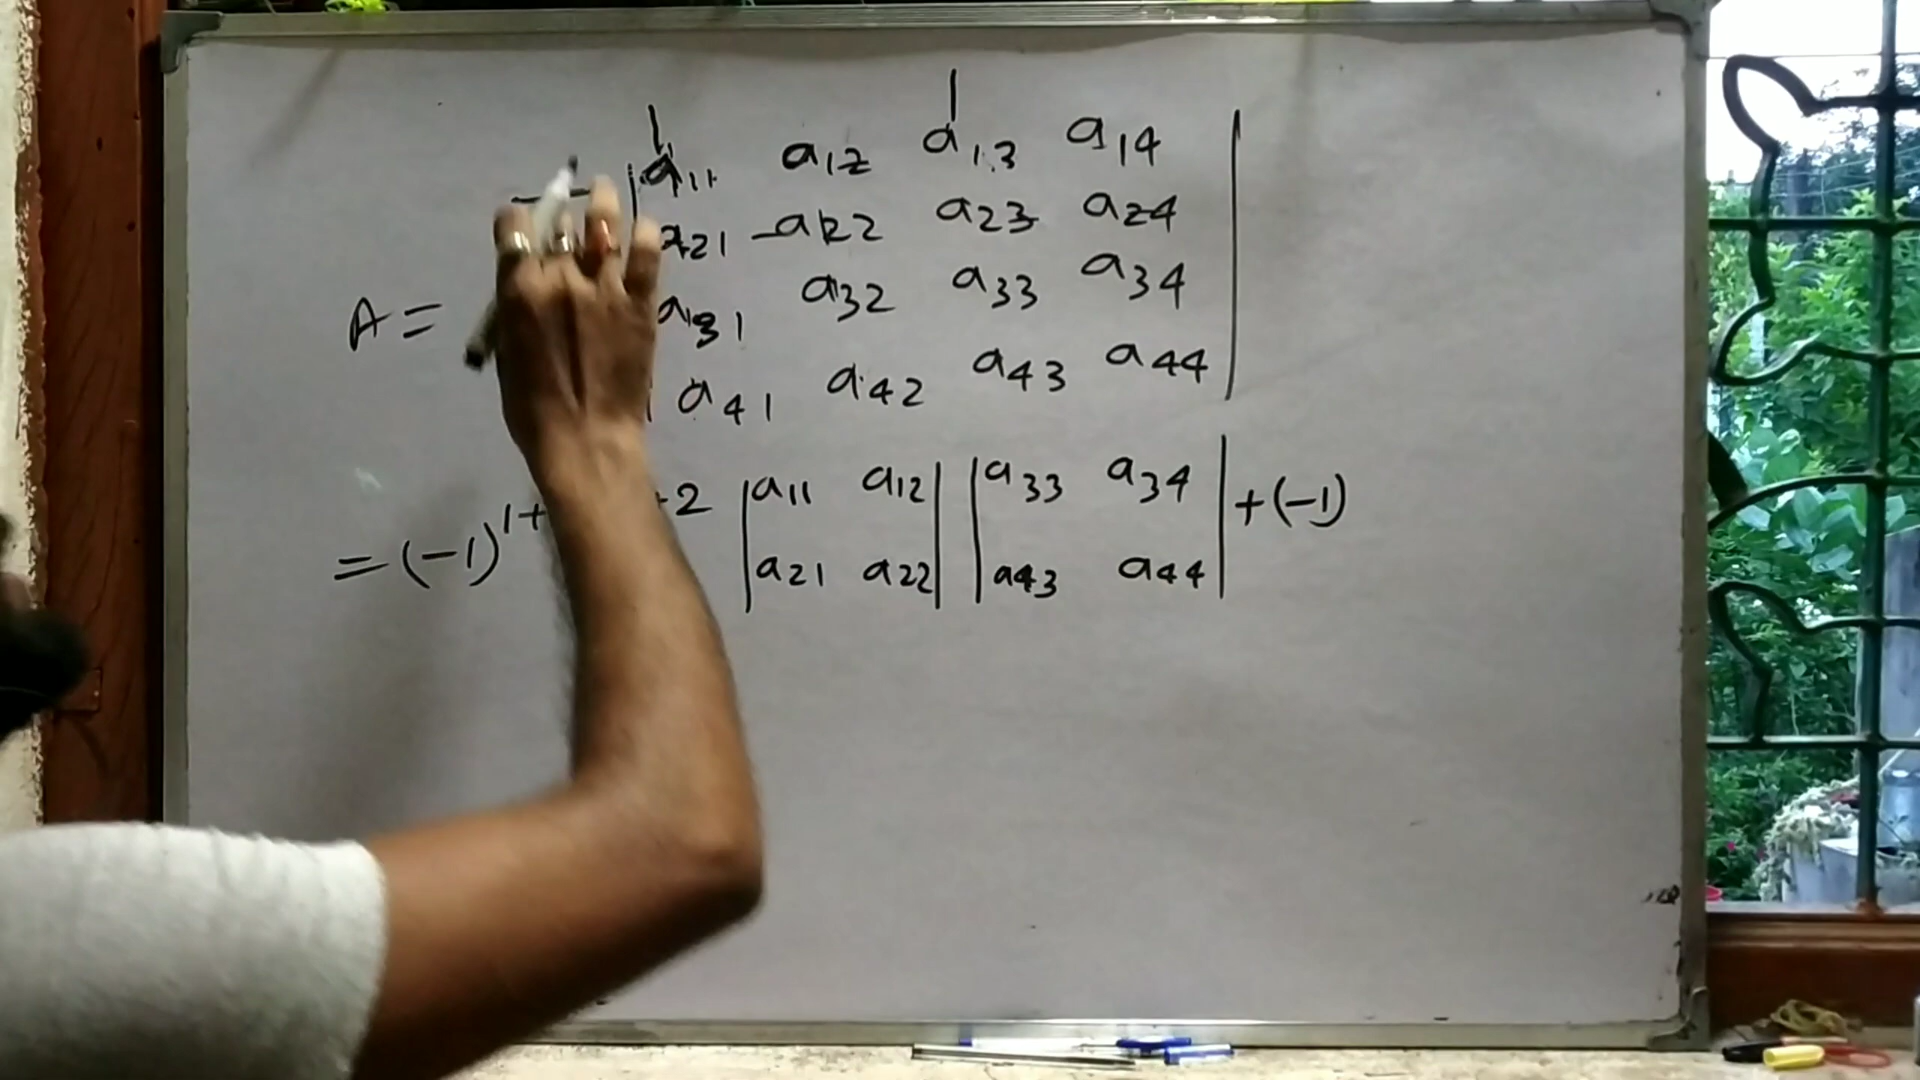 a11 a12 a13 a14
a21 a22 a23 a24
A = a31 a32 a33 a34
a41 a42 a43 a44
= (-1)^1+ +2 |a11 a12| |a33 a34| + (-1)
|a21 a22| |a43 a44|